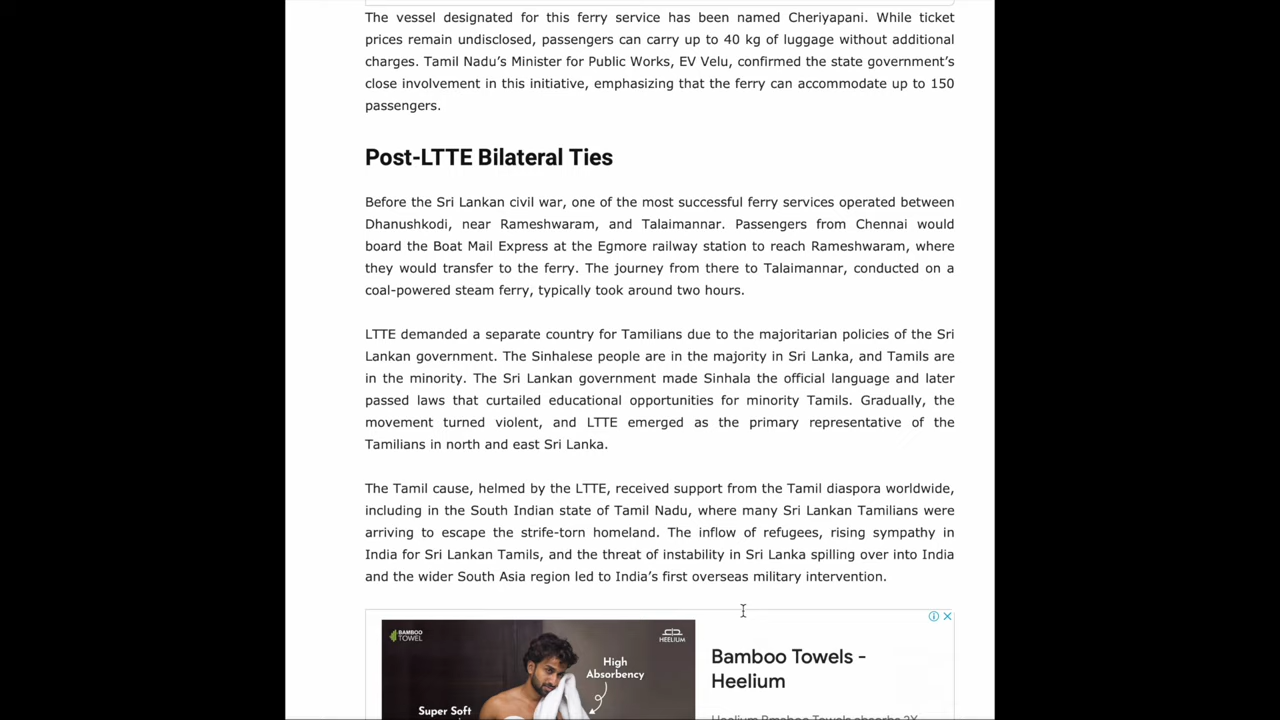 The vessel designated for this ferry service has been named Cheriyapani. While ticket
prices remain undisclosed, passengers can carry up to 40 kg of luggage without additional
charges. Tamil Nadu's Minister for Public Works, EV Velu, confirmed the state government's
close involvement in this initiative, emphasizing that the ferry can accommodate up to 150
passengers.
Post-LTTE Bilateral Ties
Before the Sri Lankan civil war, one of the most successful ferry services operated between
Dhanushkodi, near Rameshwaram, and Talaimannar. Passengers from Chennai would
board the Boat Mail Express at the Egmore railway station to reach Rameshwaram, where
they would transfer to the ferry. The journey from there to Talaimannar, conducted on a
coal-powered steam ferry, typically took around two hours.
LTTE demanded a separate country for Tamilians due to the majoritarian policies of the Sri
Lankan government. The Sinhalese people are in the majority in Sri Lanka, and Tamils are
in the minority. The Sri Lankan government made Sinhala the official language and later
passed laws that curtailed educational opportunities for minority Tamils. Gradually, the
movement turned violent, and LTTE emerged as the primary representative of the
Tamilians in north and east Sri Lanka.
The Tamil cause, helmed by the LTTE, received support from the Tamil diaspora worldwide,
including in the South Indian state of Tamil Nadu, where many Sri Lankan Tamilians were
arriving to escape the strife-torn homeland. The inflow of refugees, rising sympathy in
India for Sri Lankan Tamils, and the threat of instability in Sri Lanka spilling over into India
and the wider South Asia region led to India's first overseas military intervention.
BAMBOO
TOWEL
HEELIUM
High
Absorbency
Super Soft
Bamboo Towels -
Heelium